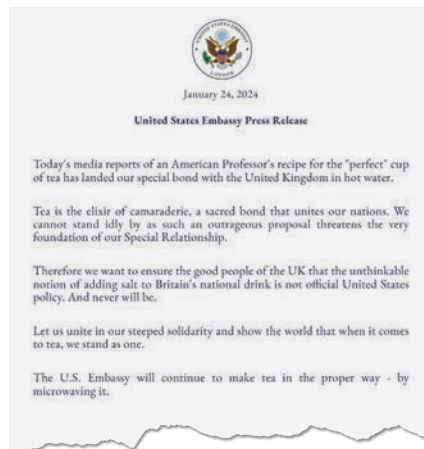 UNITED STATES EMBASSY
LONDON
January 24, 2024
United States Embassy Press Release
Today's media reports of an American Professor's recipe for the "perfect" cup
of tea has landed our special bond with the United Kingdom in hot water.
Tea is the elixir of camaraderie, a sacred bond that unites our nations. We
cannot stand idly by as such an outrageous proposal threatens the very
foundation of our Special Relationship.
Therefore we want to ensure the good people of the UK that the unthinkable
notion of adding salt to Britain's national drink is not official United States
policy. And never will be.
Let us unite in our steeped solidarity and show the world that when it comes
to tea, we stand as one.
The U.S. Embassy will continue to make tea in the proper way - by
microwaving it.